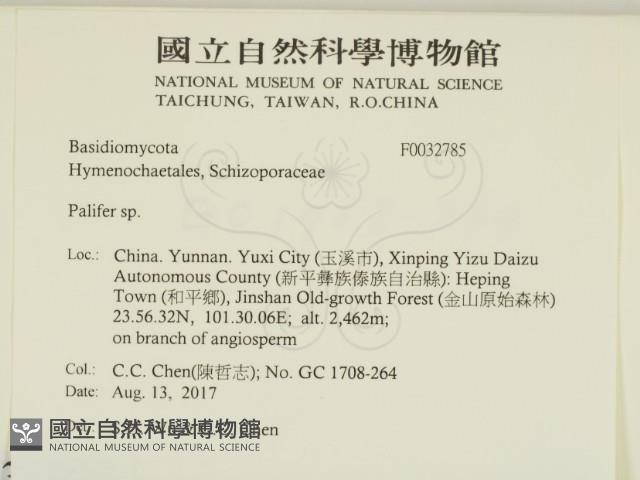 國立自然科學博物館
NATIONAL MUSEUM OF NATURAL SCIENCE
TAICHUNG, TAIWAN, R.O.CHINA
Basidiomycota F0032785
Hymenochaetales, Schizoporaceae
Palifer sp.
Loc.: China. Yunnan. Yuxi City (玉溪市), Xinping Yizu Daizu
Autonomous County (新平彝族傣族自治縣): Heping
Town (和平鄉), Jinshan Old-growth Forest (金山原始森林)
23.56.32N, 101.30.06E; alt. 2,462m;
on branch of angiosperm
Col.: C.C. Chen(陳哲志); No. GC 1708-264
Date: Aug. 13, 2017
國立自然科學博物館
NATIONAL MUSEUM OF NATURAL SCIENCE